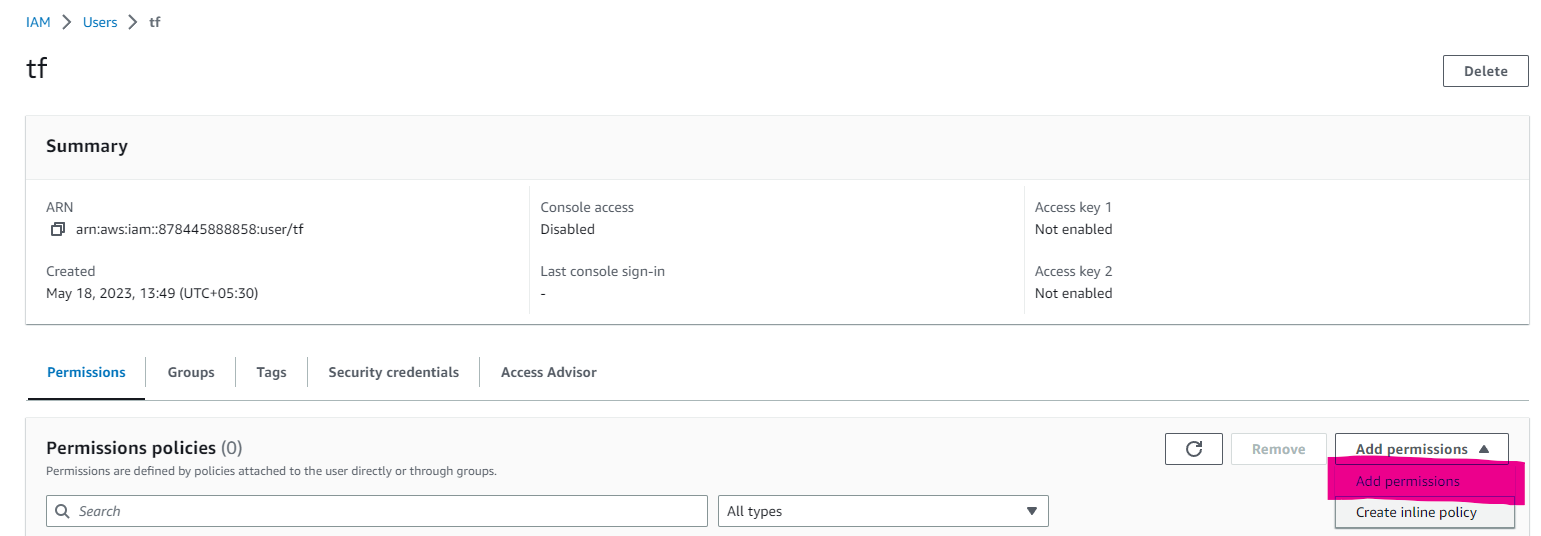 IAM > Users > tf
tf
Delete
Summary
ARN
arn:aws:iam::878445888858:user/tf
Created
May 18, 2023, 13:49 (UTC+05:30)
Console access
Disabled
Last console sign-in
-
Access key 1
Not enabled
Access key 2
Not enabled
Permissions
Groups
Tags
Security credentials
Access Advisor
Permissions policies (0)
Permissions are defined by policies attached to the user directly or through groups.
Remove
Add permissions
Add permissions
Create inline policy
Search
All types